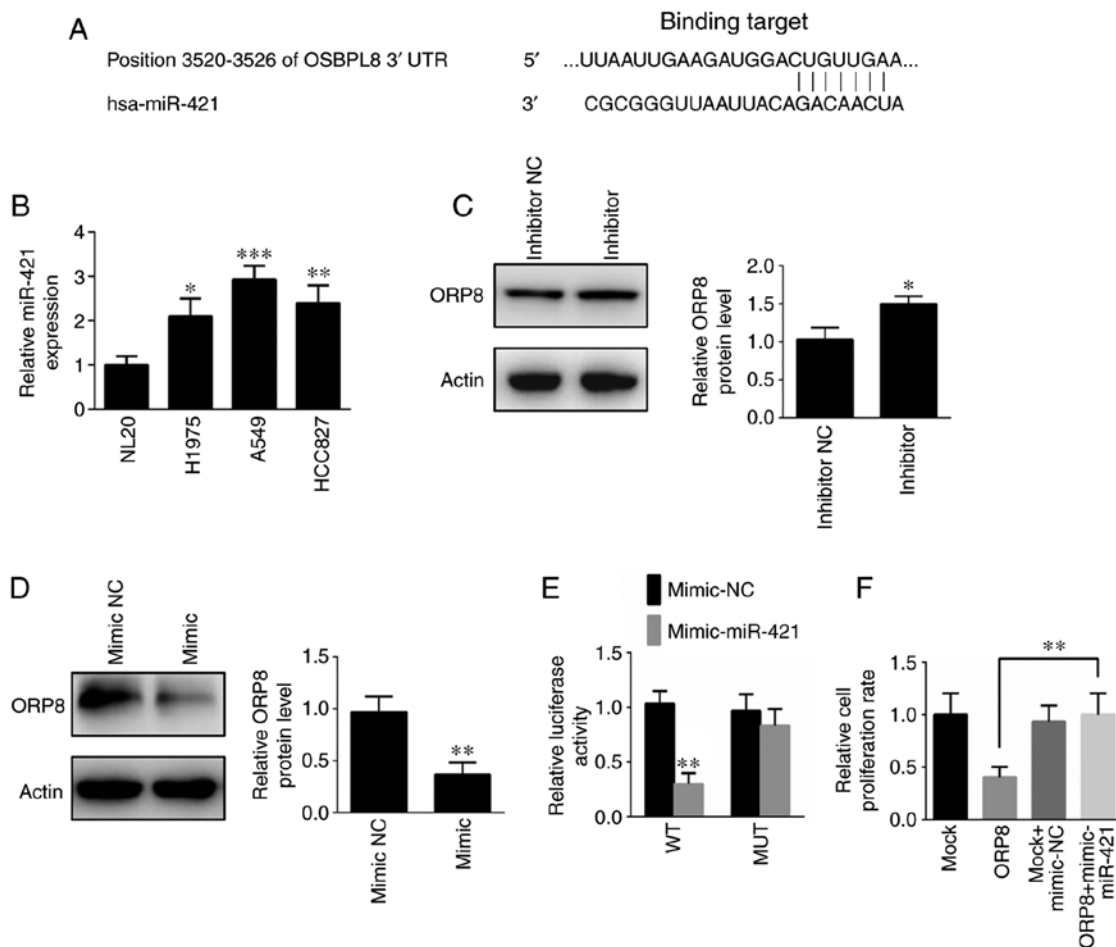 A
Binding target
Position 3520-3526 of OSBPL8 3′ UTR 5′ ...UUAAUUGAAGAUGGACUGUUGAA...
hsa-miR-421 3′ CGCGGGUUAAUUACAGACAACUA
B
Relative miR-421
expression
4
3
2
1
0
*
***
**
NL20
H1975
A549
HCC827
C
Inhibitor NC
Inhibitor
ORP8
Actin
Relative ORP8
protein level
2.0
1.5
1.0
0.5
0.0
*
Inhibitor NC
Inhibitor
D
Mimic NC
Mimic
ORP8
Actin
Relative ORP8
protein level
1.5
1.0
0.5
0.0
**
Mimic NC
Mimic
E
Mimic-NC
Mimic-miR-421
Relative luciferase
activity
1.5
1.0
0.5
0.0
**
WT
MUT
F
Relative cell
proliferation rate
1.5
1.0
0.5
0.0
**
Mock
ORP8
Mock+
mimic-NC
ORP8+mimic-
miR-421